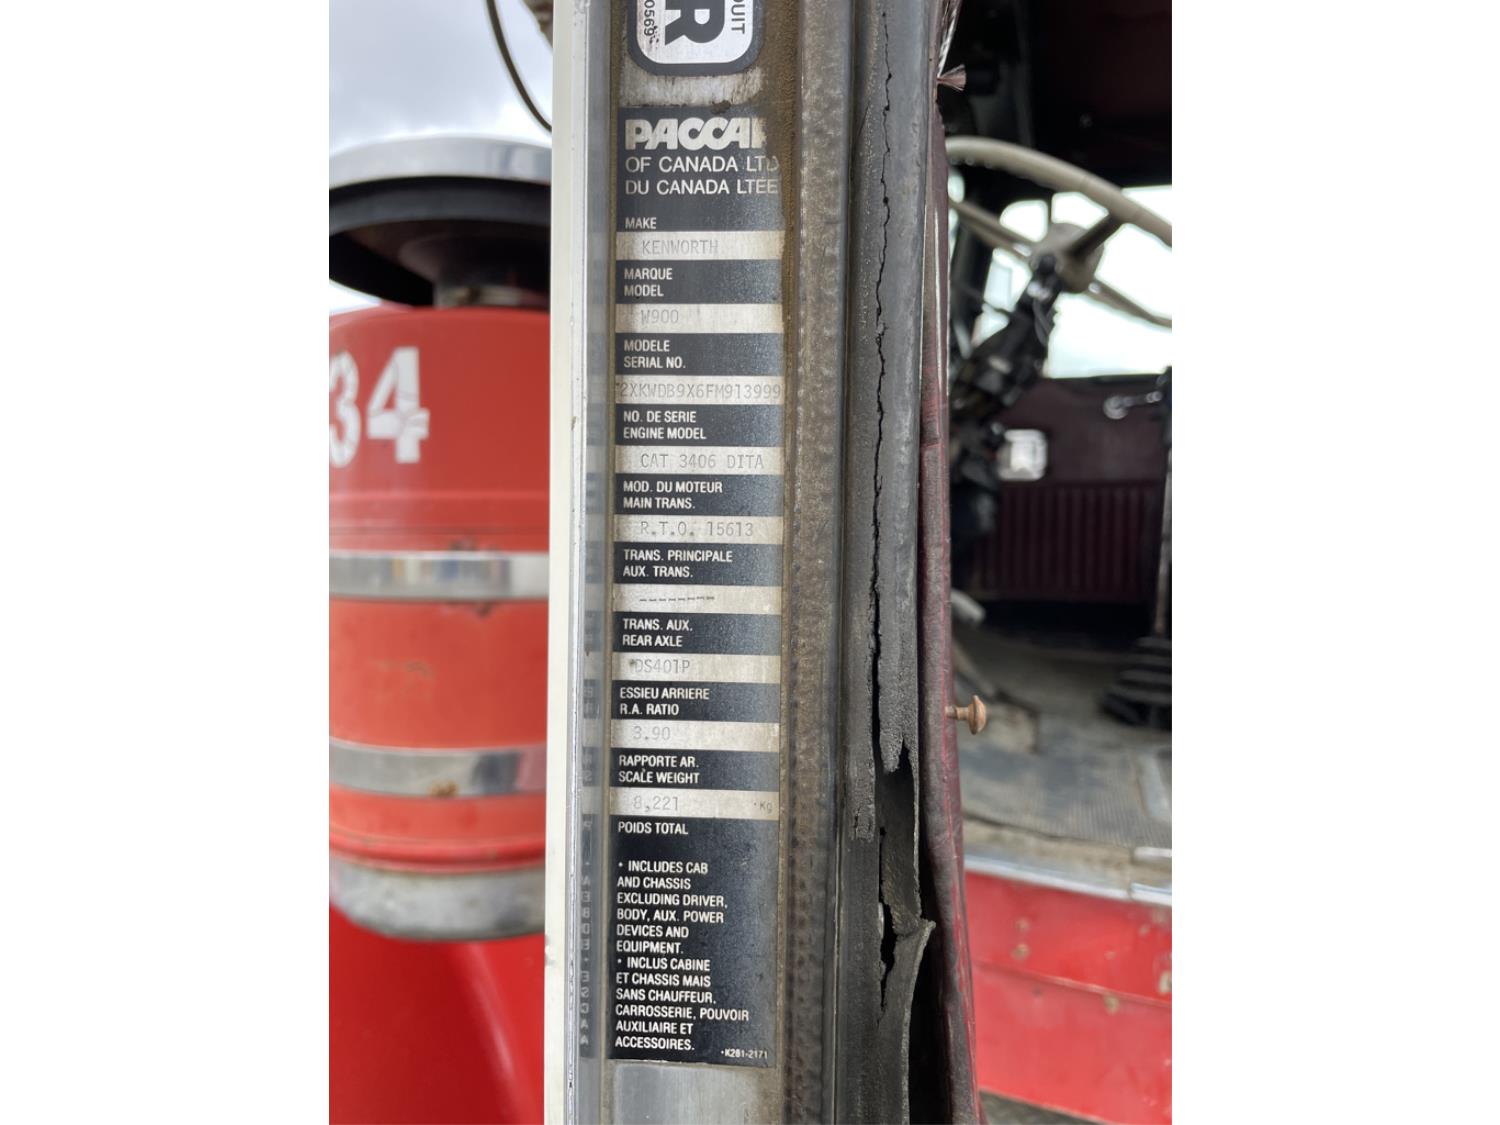 UIT
0569
R
PACCAR
OF CANADA LTD
DU CANADA LTEE
MAKE
KENWORTH
MARQUE
MODEL
W900
MODELE
SERIAL NO.
2XKWDB9X6FM913999
NO. DE SERIE
ENGINE MODEL
CAT 3406 DITA
MOD. DU MOTEUR
MAIN TRANS.
R.T.O. 15613
TRANS. PRINCIPALE
AUX. TRANS.
--------
TRANS. AUX.
REAR AXLE
DS401P
ESSIEU ARRIERE
R.A. RATIO
3.90
RAPPORTE AR.
SCALE WEIGHT
8,221 •Kg
POIDS TOTAL
• INCLUDES CAB
AND CHASSIS
EXCLUDING DRIVER,
BODY, AUX. POWER
DEVICES AND
EQUIPMENT.
• INCLUS CABINE
ET CHASSIS MAIS
SANS CHAUFFEUR,
CARROSSERIE, POUVOIR
AUXILIAIRE ET
ACCESSOIRES.
•K281-2171
34